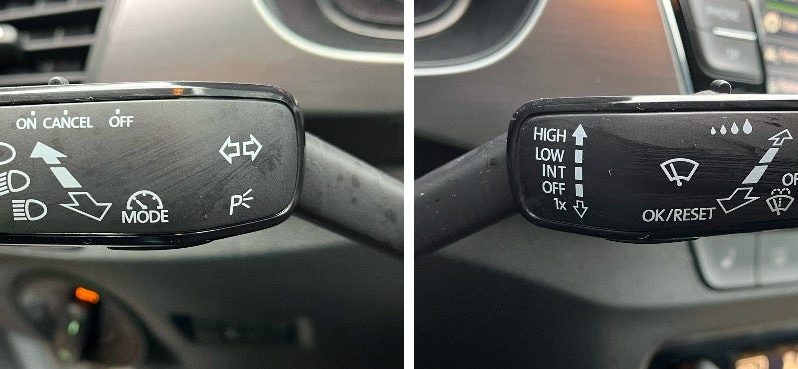 ON CANCEL OFF
MODE
P
HIGH
LOW
INT
OFF
1x
OK/RESET